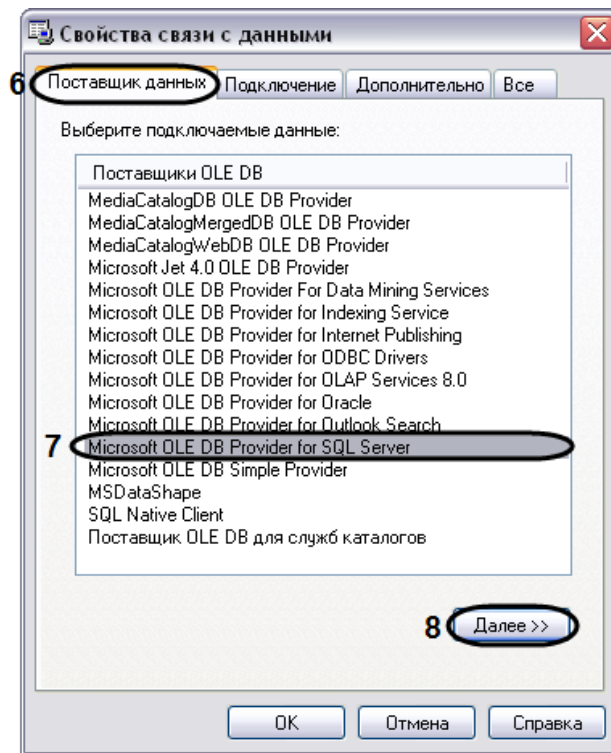 Свойства связи с данными
6 Поставщик данных Подключение Дополнительно Все
Выберите подключаемые данные:
Поставщики OLE DB
MediaCatalogDB OLE DB Provider
MediaCatalogMergedDB OLE DB Provider
MediaCatalogWebDB OLE DB Provider
Microsoft Jet 4.0 OLE DB Provider
Microsoft OLE DB Provider For Data Mining Services
Microsoft OLE DB Provider for Indexing Service
Microsoft OLE DB Provider for Internet Publishing
Microsoft OLE DB Provider for ODBC Drivers
Microsoft OLE DB Provider for OLAP Services 8.0
Microsoft OLE DB Provider for Oracle
Microsoft OLE DB Provider for Outlook Search
7 Microsoft OLE DB Provider for SQL Server
Microsoft OLE DB Simple Provider
MSDataShape
SQL Native Client
Поставщик OLE DB для служб каталогов
8 Далее >>
OK Отмена Справка